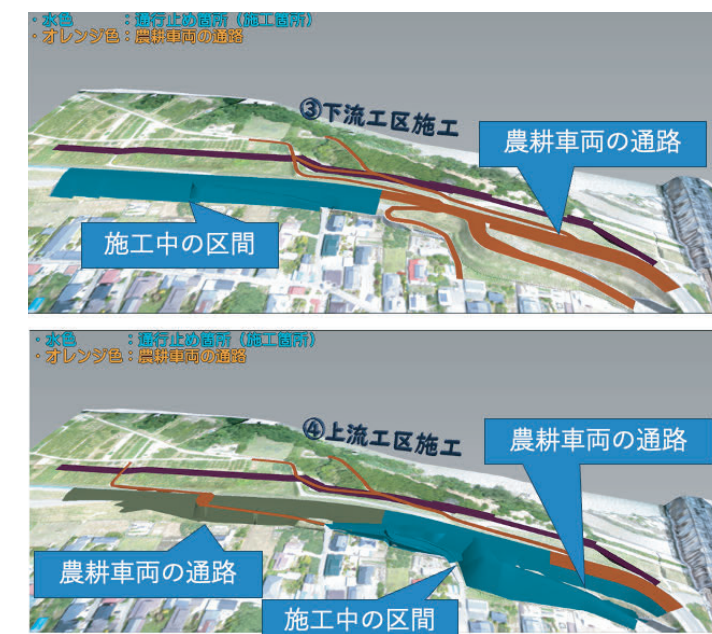 ・水色　　　：通行止め箇所（施工箇所）
・オレンジ色：農耕車両の通路
③下流工区施工
農耕車両の通路
施工中の区間
・水色　　　：通行止め箇所（施工箇所）
・オレンジ色：農耕車両の通路
④上流工区施工
農耕車両の通路
農耕車両の通路
施工中の区間